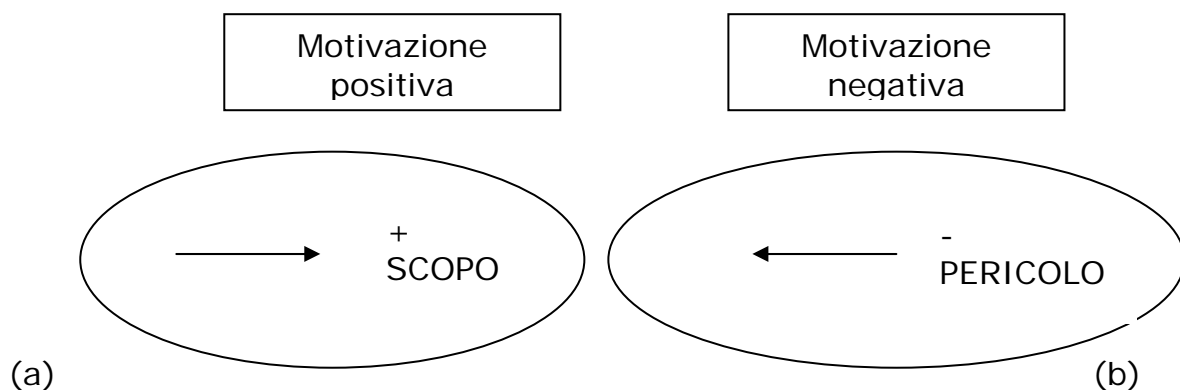 Motivazione
positiva
Motivazione
negativa
+
SCOPO
-
PERICOLO
(a)
(b)